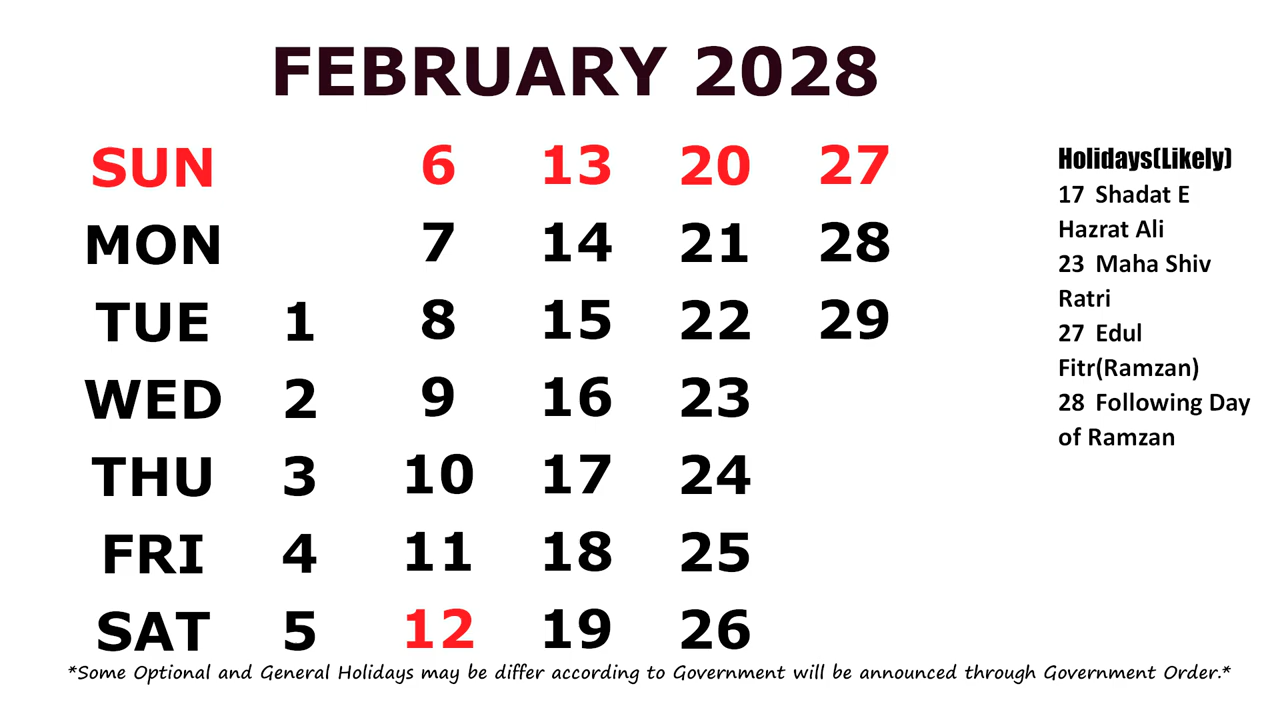 FEBRUARY 2028
SUN 6 13 20 27
MON 7 14 21 28
TUE 1 8 15 22 29
WED 2 9 16 23
THU 3 10 17 24
FRI 4 11 18 25
SAT 5 12 19 26
Holidays(Likely)
17 Shadat E
Hazrat Ali
23 Maha Shiv
Ratri
27 Edul
Fitr(Ramzan)
28 Following Day
of Ramzan
*Some Optional and General Holidays may be differ according to Government will be announced through Government Order.*